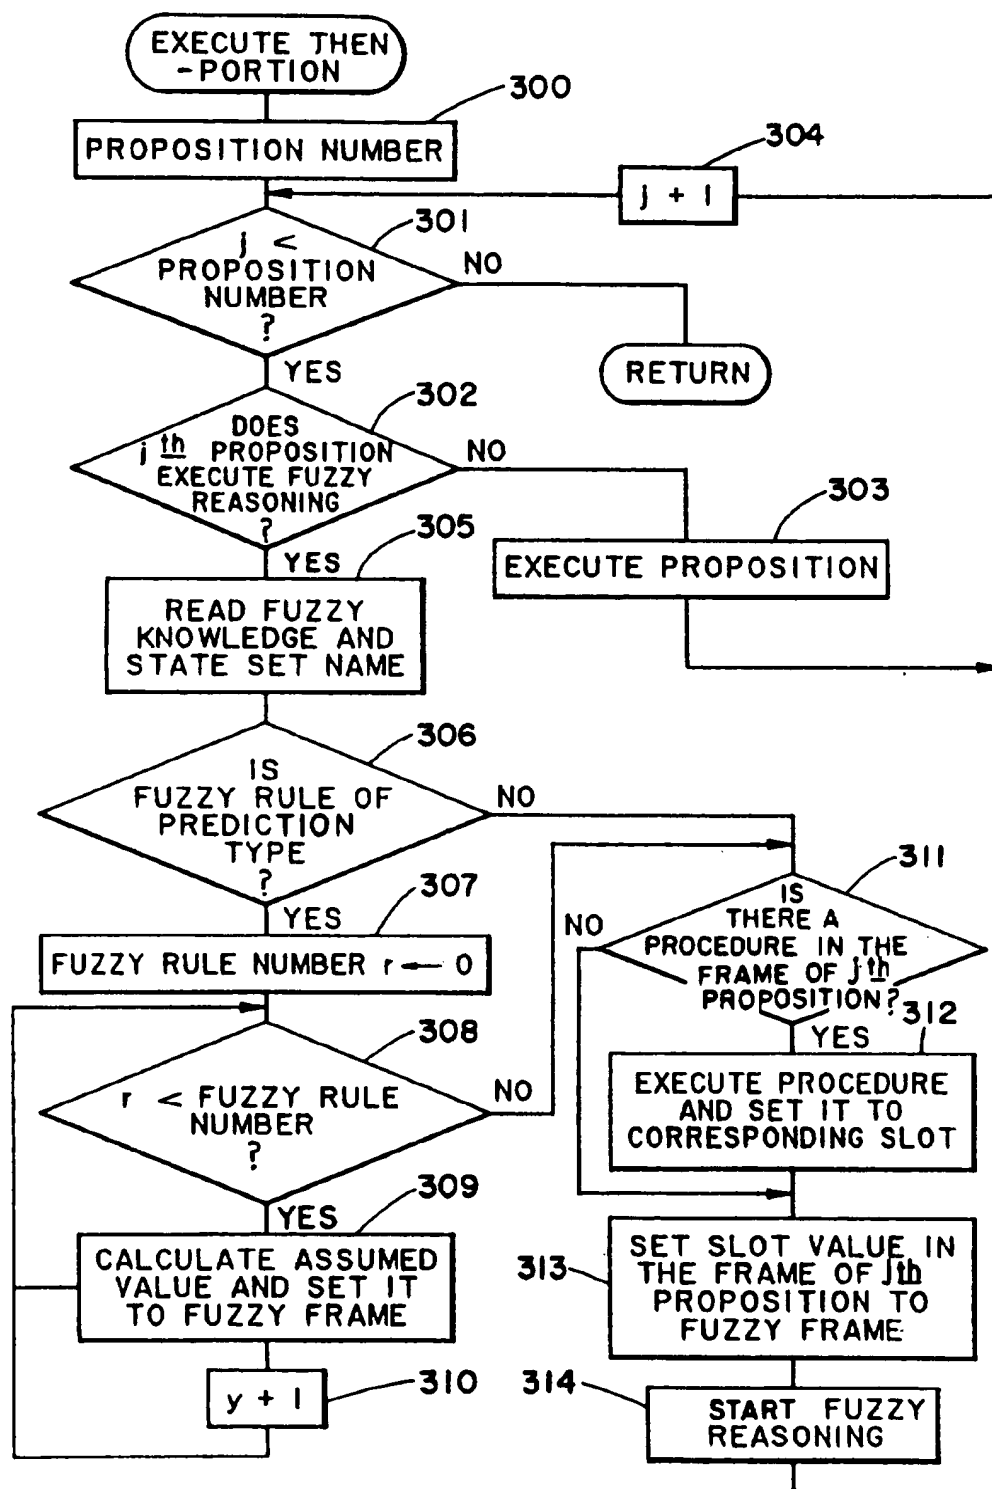 EXECUTE THEN
-PORTION
300
PROPOSITION NUMBER
304
j + 1
301
j <
PROPOSITION
NUMBER
?
NO
YES
RETURN
302
DOES
j th PROPOSITION
EXECUTE FUZZY
REASONING
?
NO
YES
303
EXECUTE PROPOSITION
305
READ FUZZY
KNOWLEDGE AND
STATE SET NAME
306
IS
FUZZY RULE OF
PREDICTION
TYPE
?
NO
YES
307
FUZZY RULE NUMBER r ← 0
308
r < FUZZY RULE
NUMBER
?
NO
YES
309
CALCULATE ASSUMED
VALUE AND SET IT
TO FUZZY FRAME
310
y + 1
311
IS
THERE A
PROCEDURE IN THE
FRAME OF jth
PROPOSITION?
NO
YES
312
EXECUTE PROCEDURE
AND SET IT TO
CORRESPONDING SLOT
313
SET SLOT VALUE IN
THE FRAME OF jth
PROPOSITION TO
FUZZY FRAME
314
START FUZZY
REASONING